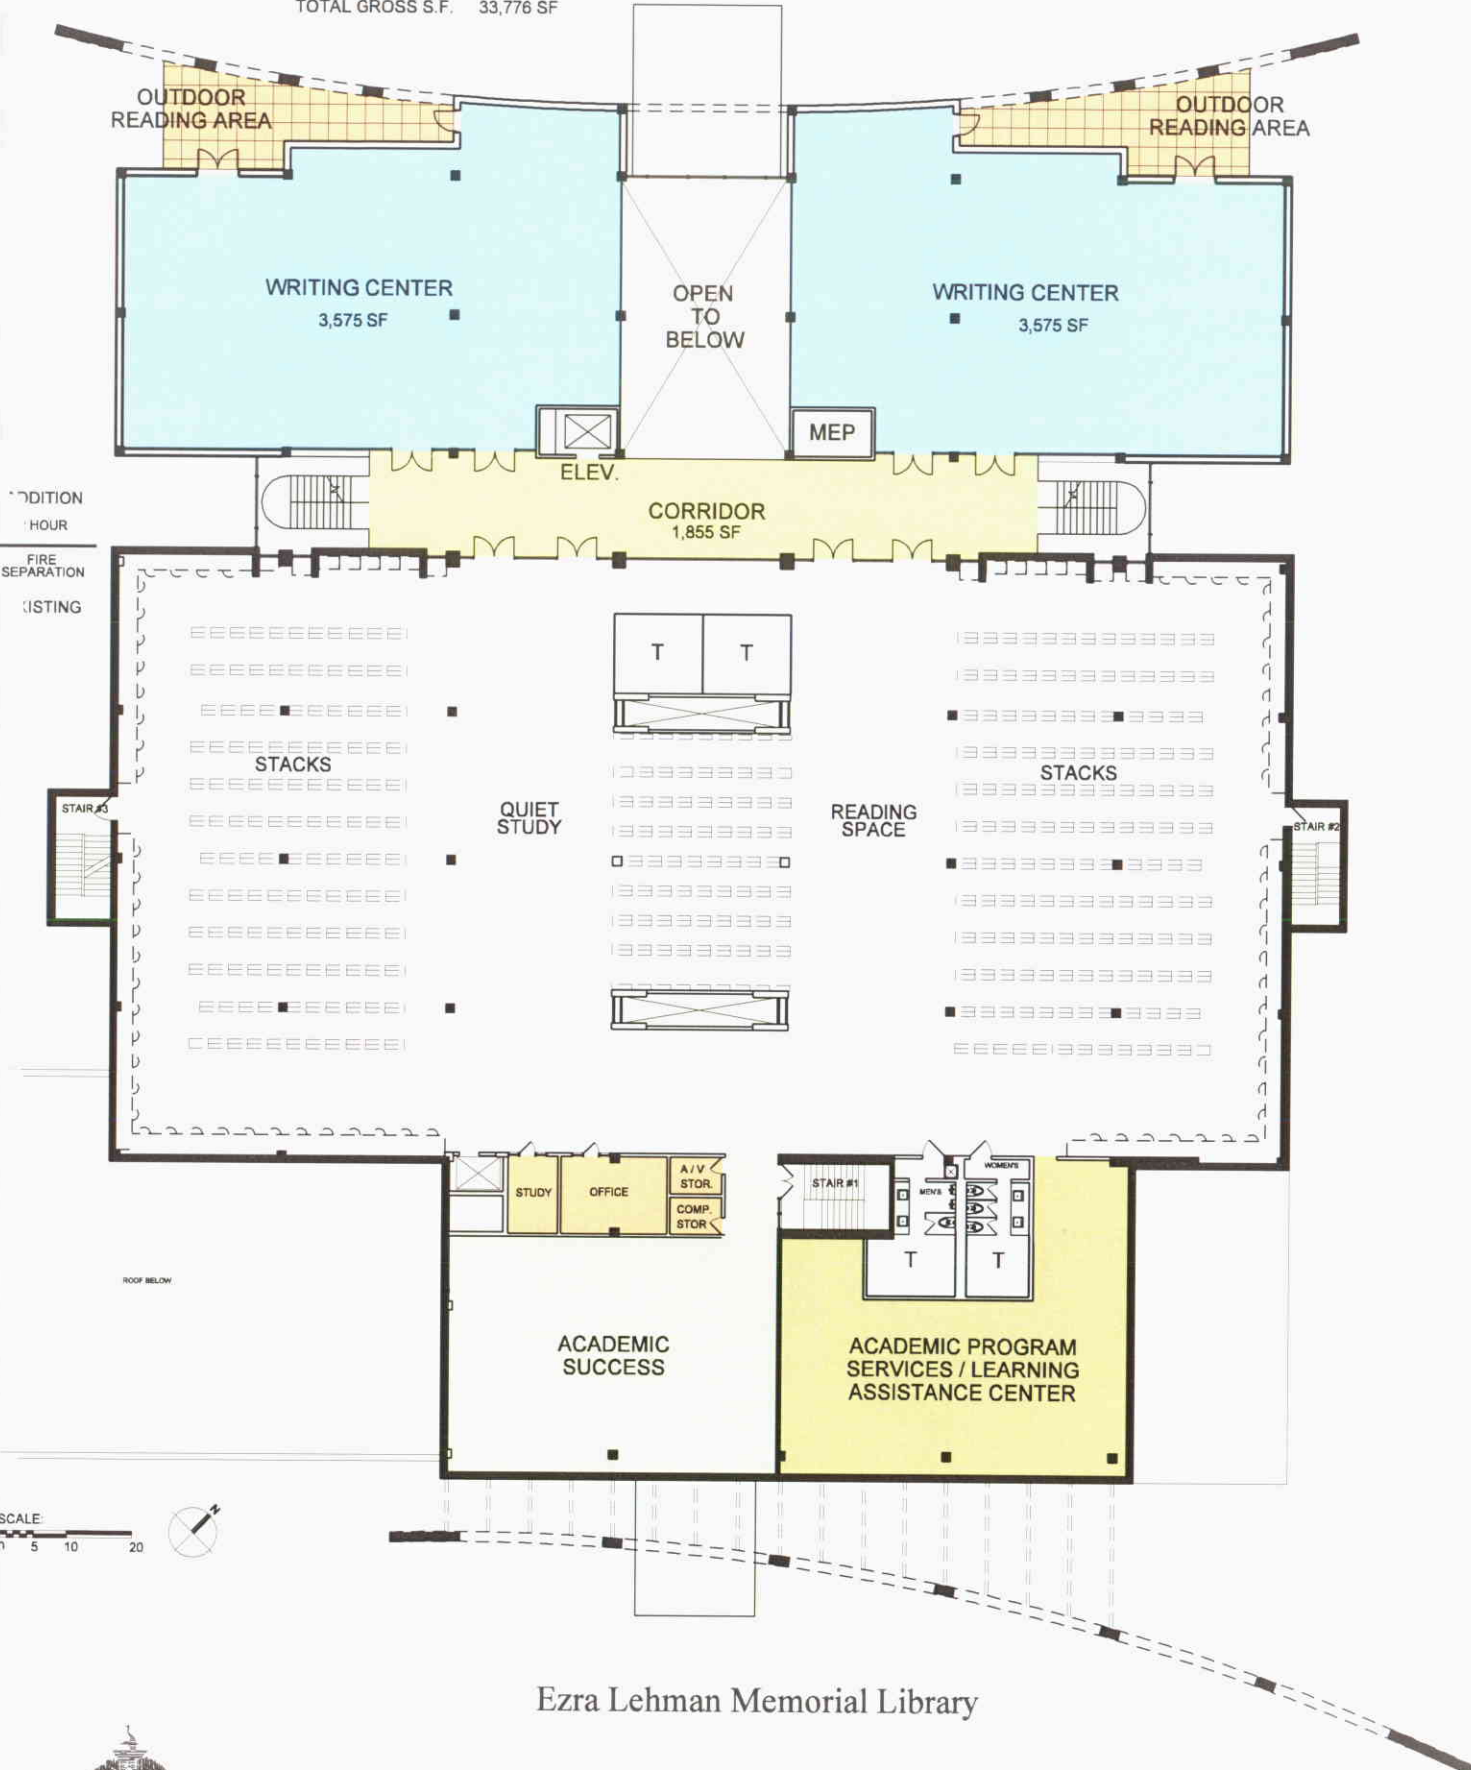 TOTAL GROSS S.F. 33,776 SF
OUTDOOR
READING AREA
OUTDOOR
READING AREA
WRITING CENTER
3,575 SF
OPEN
TO
BELOW
WRITING CENTER
3,575 SF
MEP
ELEV.
CORRIDOR
1,855 SF
DDITION
HOUR
FIRE
SEPARATION
XISTING
T
T
STACKS
STACKS
STAIR #3
QUIET
STUDY
READING
SPACE
STAIR #2
STUDY
OFFICE
A/V
STOR.
COMP.
STOR
STAIR #1
MEN'S
WOMEN'S
T
T
ROOF BELOW
ACADEMIC
SUCCESS
ACADEMIC PROGRAM
SERVICES / LEARNING
ASSISTANCE CENTER
SCALE:
5 10 20
N
Ezra Lehman Memorial Library